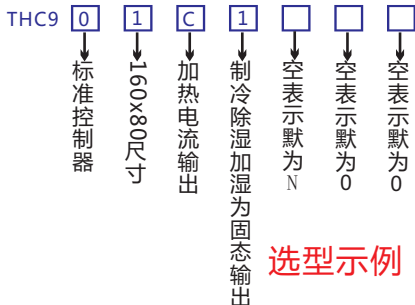 THC9 0 1 C 1
标准控制器
160x80尺寸
加热电流输出
制冷除湿加湿为固态输出
空表示默为N
空表示默为0
空表示默为0
选型示例